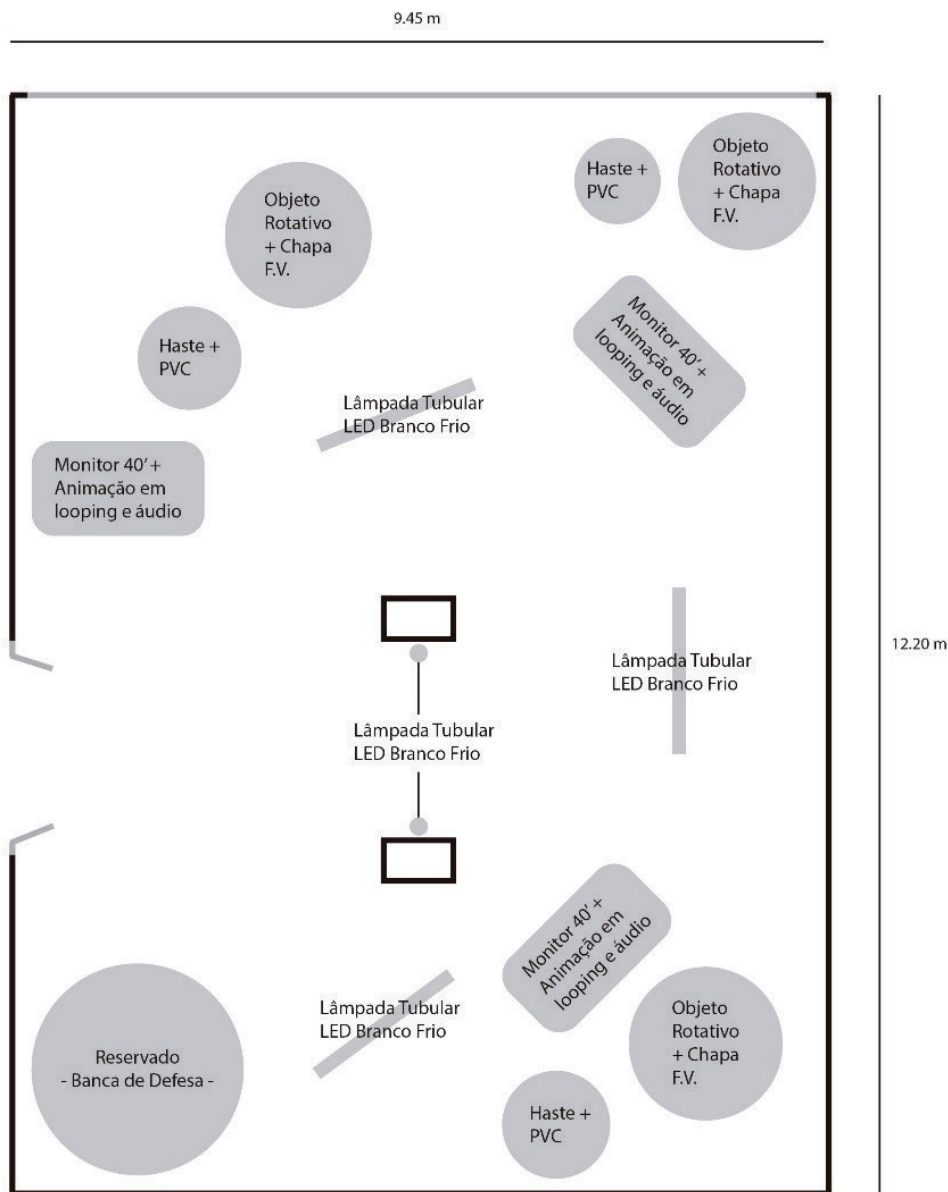 9.45 m
Objeto
Rotativo
+ Chapa
F.V.
Haste +
PVC
Objeto
Rotativo
+ Chapa
F.V.
Haste +
PVC
Monitor 40' +
Animação em
looping e áudio
Lâmpada Tubular
LED Branco Frio
Monitor 40' +
Animação em
looping e áudio
12.20 m
Lâmpada Tubular
LED Branco Frio
Lâmpada Tubular
LED Branco Frio
Monitor 40' +
Animação em
looping e áudio
Lâmpada Tubular
LED Branco Frio
Objeto
Rotativo
+ Chapa
F.V.
Reservado
- Banca de Defesa -
Haste +
PVC